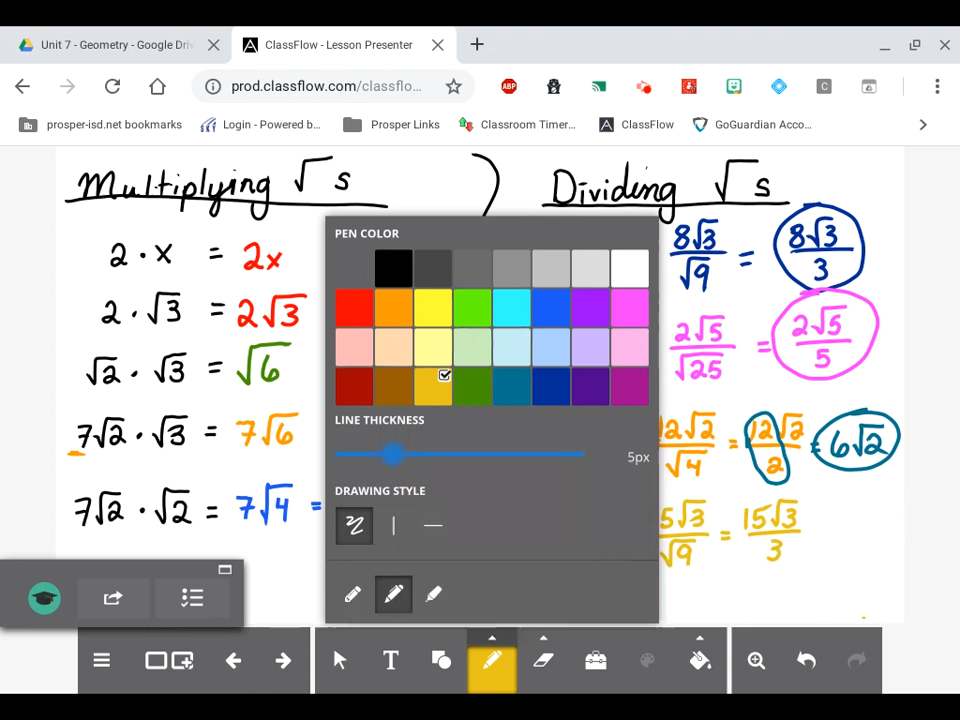 Unit 7 - Geometry - Google Driv
ClassFlow - Lesson Presenter
prod.classflow.com/classflo...
ABP
C
prosper-isd.net bookmarks
Login - Powered b...
Prosper Links
Classroom Timer...
ClassFlow
GoGuardian Acco...
Multiplying √ s
2 · x = 2x
2 · √3 = 2√3
√2 · √3 = √6
7√2 · √3 = 7√6
7√2 · √2 = 7√4 =
Dividing √ s
8√3/√9 = 8√3/3
2√5/√25 = 2√5/5
12√2/√4 = 12√2/2 = 6√2
5√3/√9 = 15√3/3
PEN COLOR
LINE THICKNESS
5px
DRAWING STYLE
T